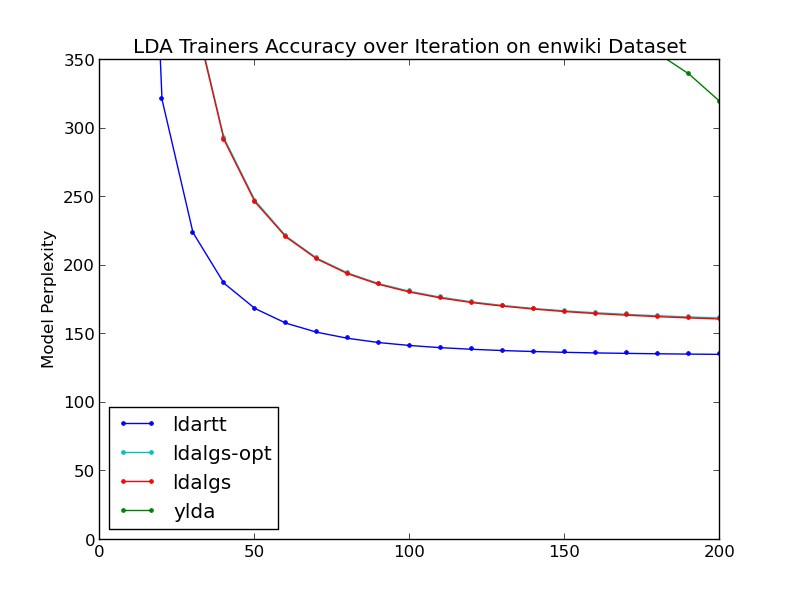 LDA Trainers Accuracy over Iteration on enwiki Dataset
350
300
250
200
150
100
50
0
Model Perplexity
ldartt
ldalgs-opt
ldalgs
ylda
0 50 100 150 200